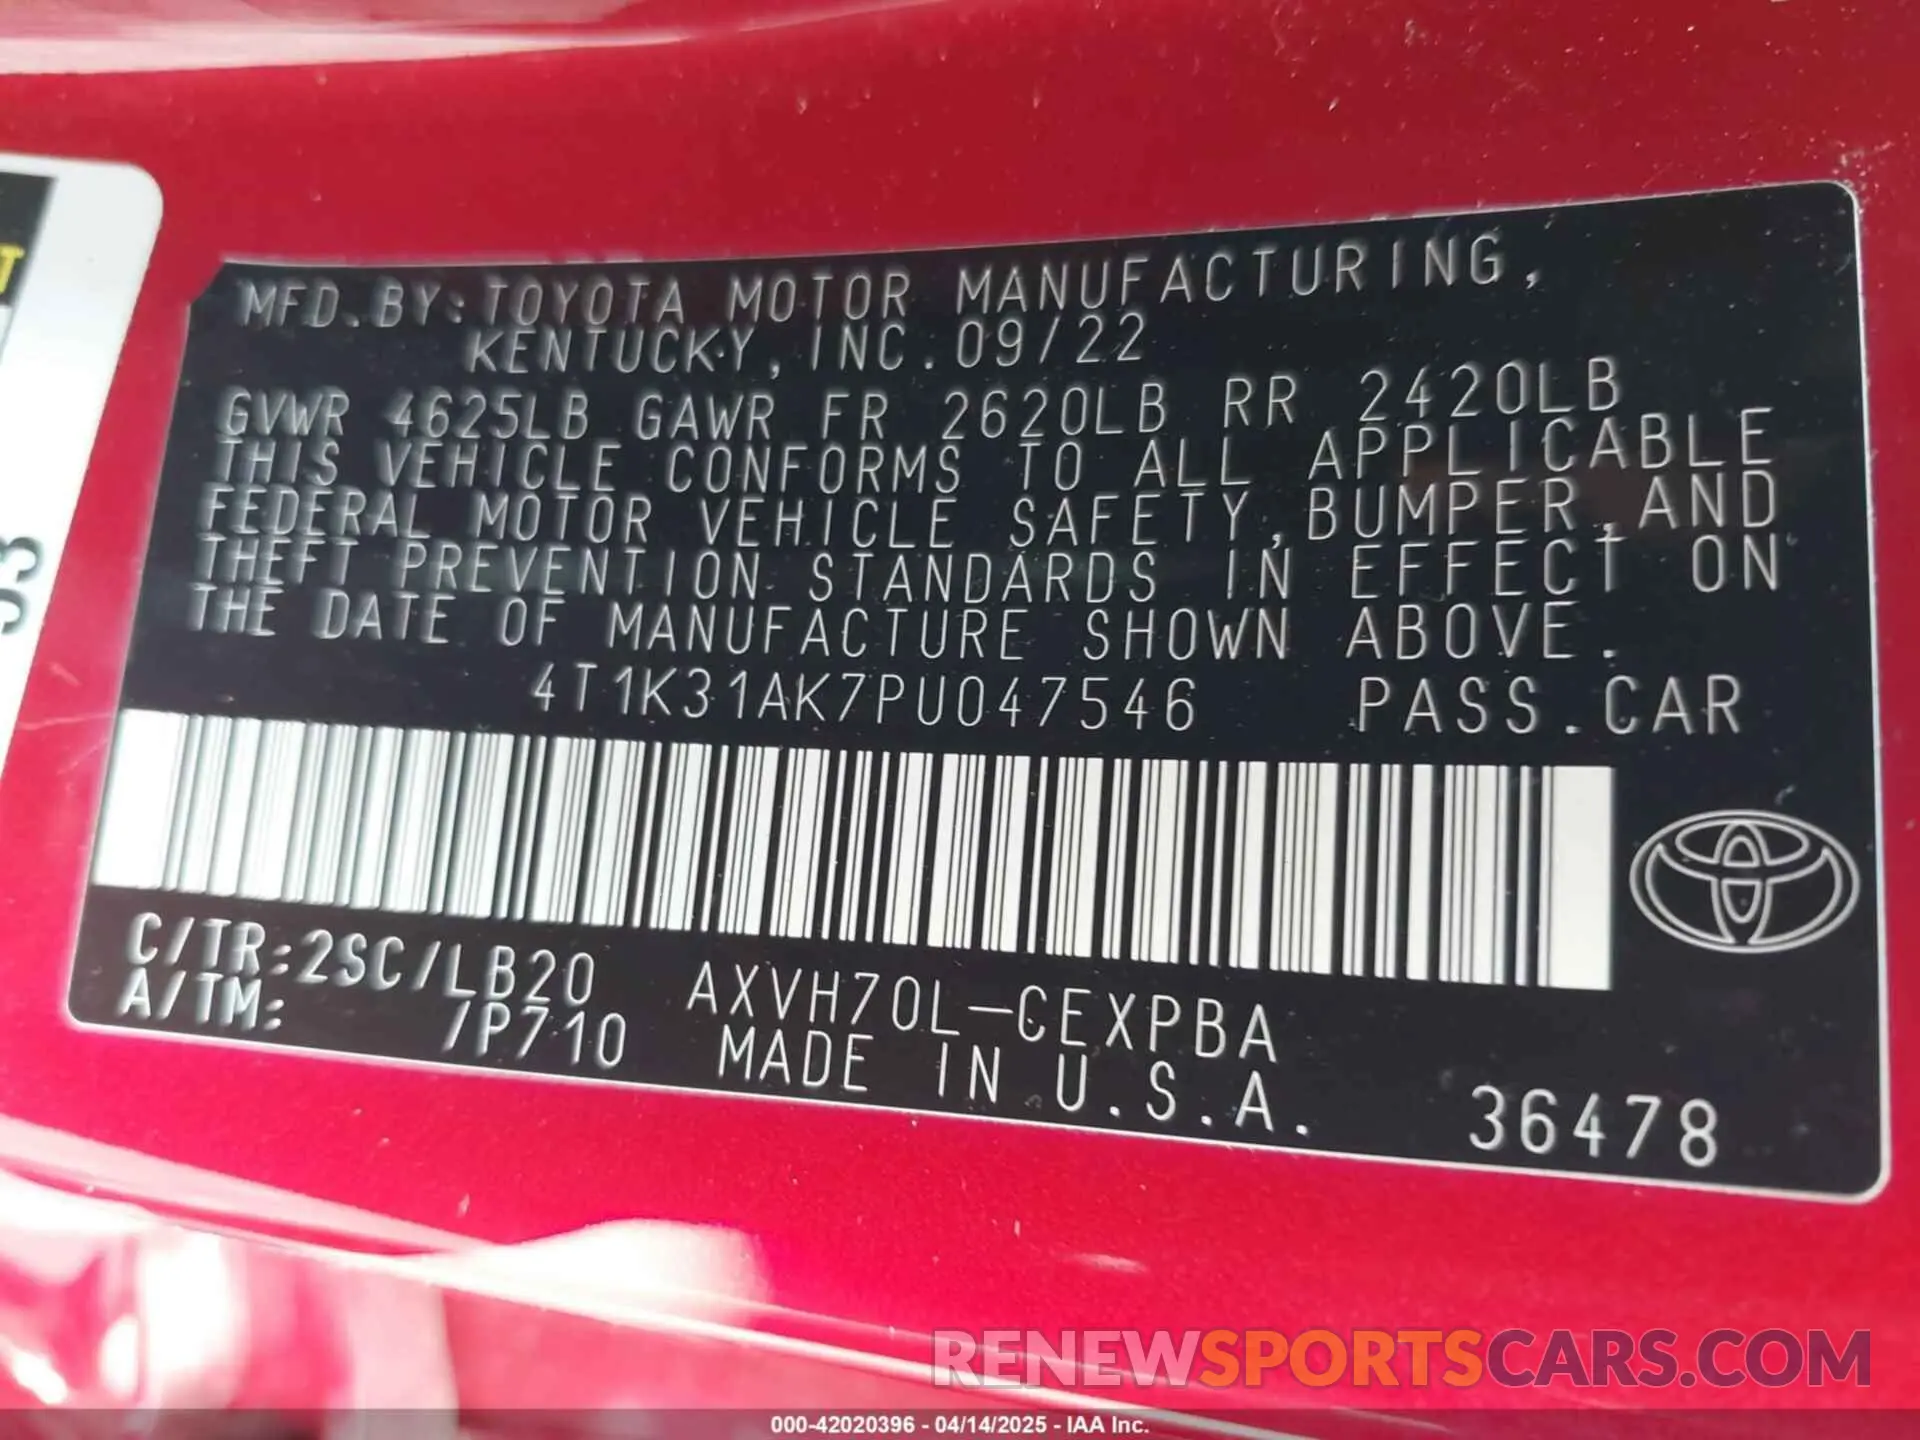 MFD.BY:TOYOTA MOTOR MANUFACTURING,
KENTUCKY, INC. 09/22
GVWR 4625LB GAWR FR 2620LB RR 2420LB
THIS VEHICLE CONFORMS TO ALL APPLICABLE
FEDERAL MOTOR VEHICLE SAFETY,BUMPER,AND
THEFT PREVENTION STANDARDS IN EFFECT ON
THE DATE OF MANUFACTURE SHOWN ABOVE.
4T1K31AK7PU047546 PASS.CAR
C/TR:2SC/LB20 AXVH70L-CEXPBA
A/TM: /P710 MADE IN U.S.A. 36478
RENEWSPORTSCARS.COM
000-42020396 - 04/14/2025 - IAA Inc.